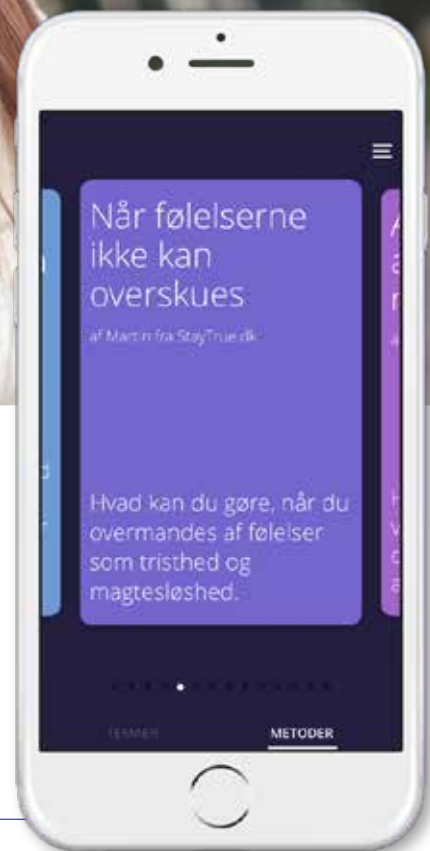 Når følelserne
ikke kan
overskues
af Martin fra StayTrue.dk
Hvad kan du gøre, når du
overmandes af følelser
som tristhed og
magtesløshed.
TEMAER
METODER